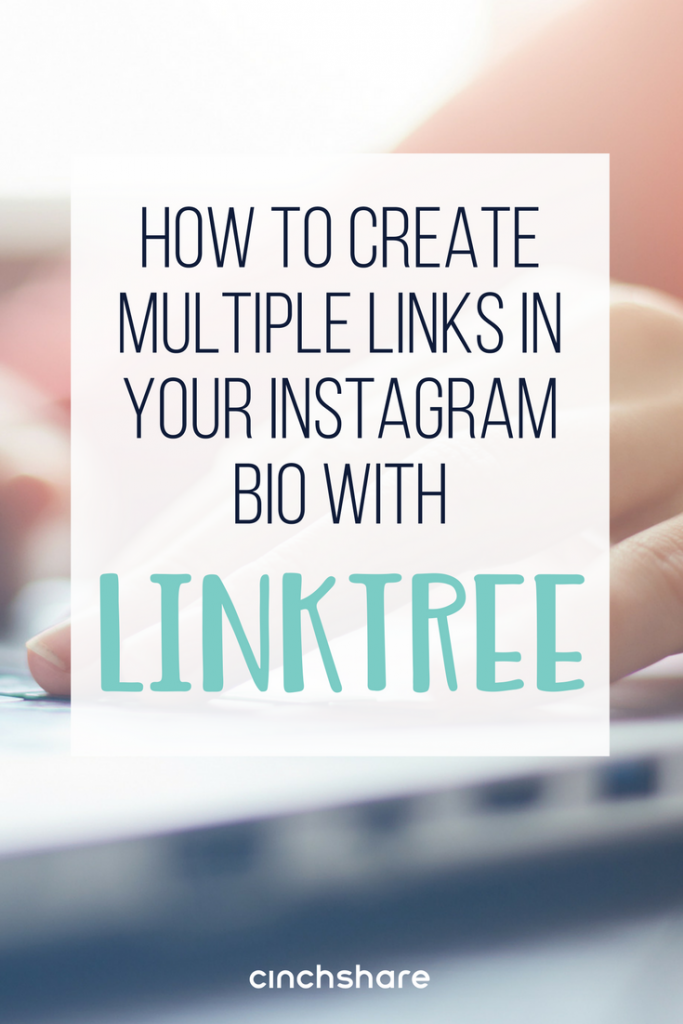 HOW TO CREATE
MULTIPLE LINKS IN
YOUR INSTAGRAM
BIO WITH
LINKTREE
cinchshare